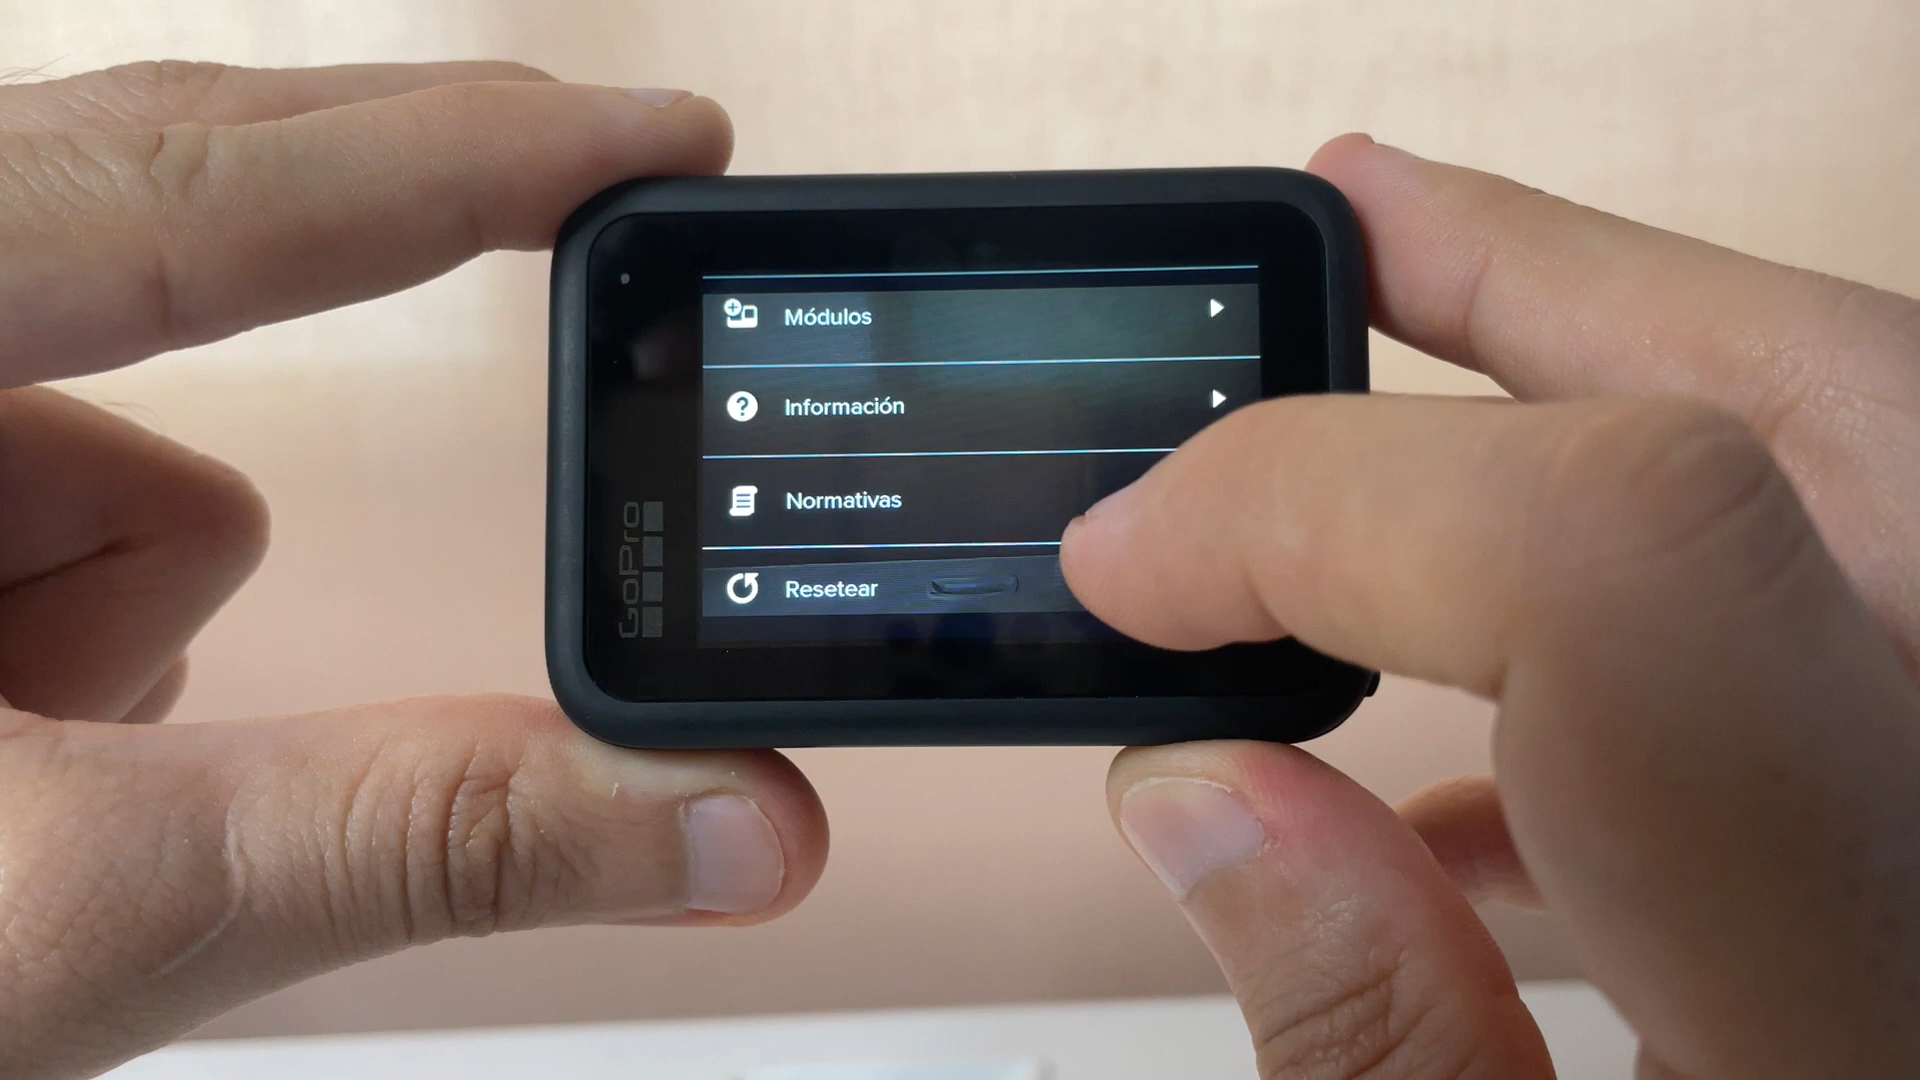 Módulos
Información
Normativas
Resetear
GoPro